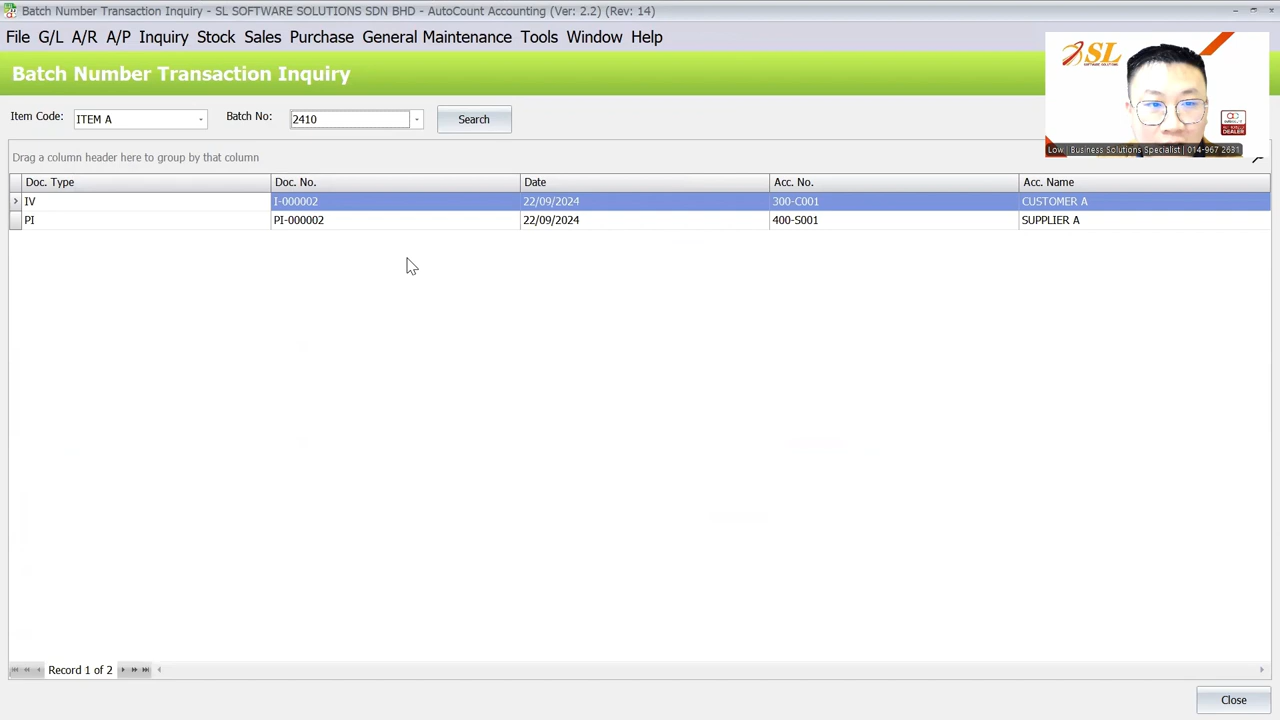 Batch Number Transaction Inquiry - SL SOFTWARE SOLUTIONS SDN BHD - AutoCount Accounting (Ver: 2.2) (Rev: 14)
File G/L A/R A/P Inquiry Stock Sales Purchase General Maintenance Tools Window Help
Batch Number Transaction Inquiry
SL
SOFTWARE SOLUTIONS
Item Code: ITEM A Batch No: 2410 Search
DEALER
Low | Business Solutions Specialist | 014-967 2631
Drag a column header here to group by that column
Doc. Type Doc. No. Date Acc. No. Acc. Name
IV I-000002 22/09/2024 300-C001 CUSTOMER A
PI PI-000002 22/09/2024 400-S001 SUPPLIER A
Record 1 of 2
Close